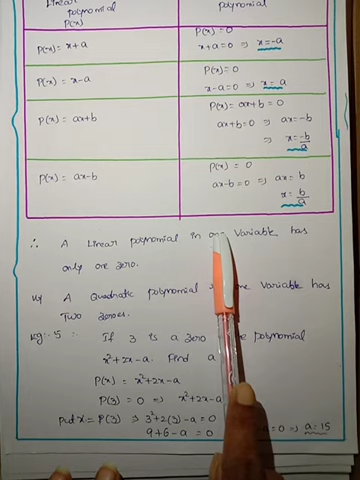 Linear
polynomial
P(x)
polynomial
P(x) = x+a
P(x) = 0
x+a=0 ⇒ x=-a
P(x) = x-a
P(x) = 0
x-a=0 ⇒ x=a
P(x) = ax+b
P(x) = ax+b = 0
ax+b=0 ⇒ ax=-b
⇒ x=-b/a
P(x) = ax-b
P(x) = 0
ax-b=0 ⇒ ax=b
x=b/a
∴ A Linear polynomial in one Variable has
only one zero.
A Quadratic polynomial Variable has
Two zeroes.
Eg:-5 : If 3 is a zero polynomial
x²+2x-a. Find a
P(x) = x²+2x-a
P(3) = 0 ⇒ x²+2x-a
Put x = P(3) ⇒ 3²+2(3)-a=0
9+6-a = 0 a=0 ⇒ a=15